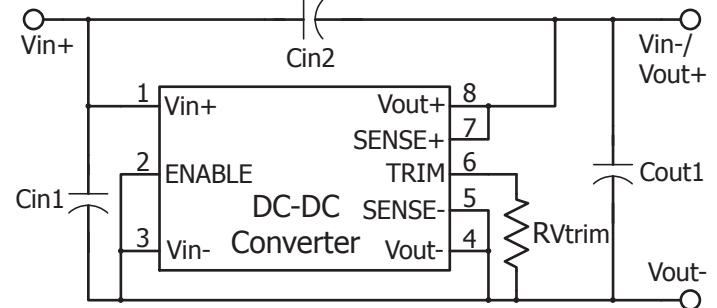 Vin+
Cin2
Vin-/
Vout+
1 Vin+
Vout+ 8
SENSE+ 7
2 ENABLE
TRIM 6
Cin1
DC-DC
Converter
SENSE- 5
3 Vin-
Vout- 4
RVtrim
Cout1
Vout-